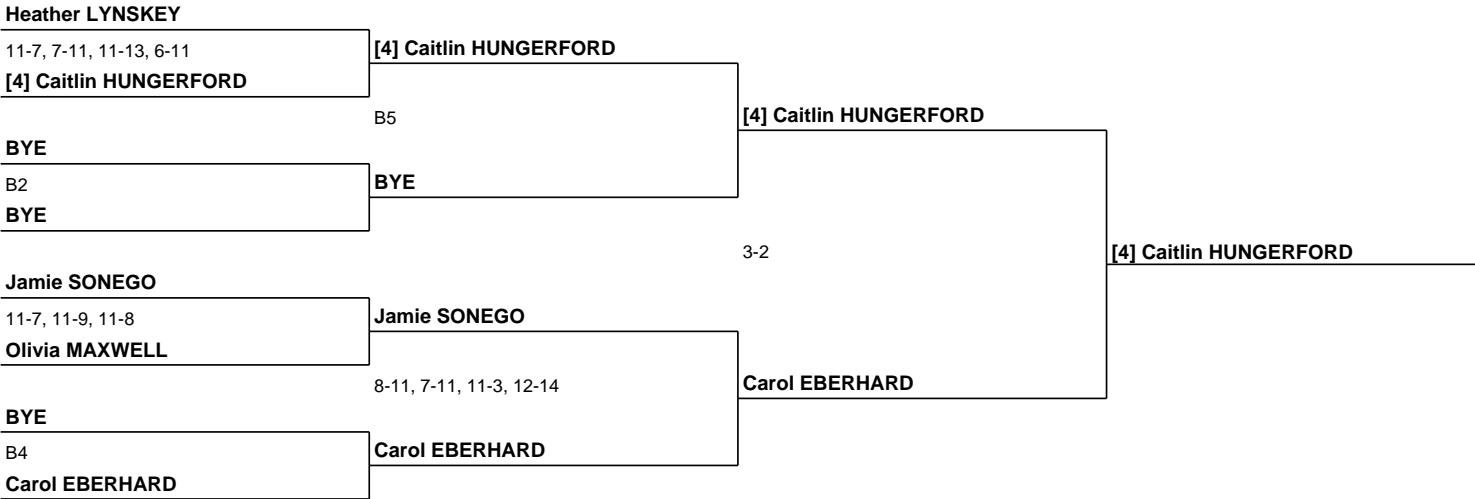 Heather LYNSKEY
11-7, 7-11, 11-13, 6-11
[4] Caitlin HUNGERFORD
BYE
B2
BYE
Jamie SONEGO
11-7, 11-9, 11-8
Olivia MAXWELL
BYE
B4
Carol EBERHARD
[4] Caitlin HUNGERFORD
B5
BYE
Jamie SONEGO
8-11, 7-11, 11-3, 12-14
Carol EBERHARD
[4] Caitlin HUNGERFORD
3-2
Carol EBERHARD
[4] Caitlin HUNGERFORD